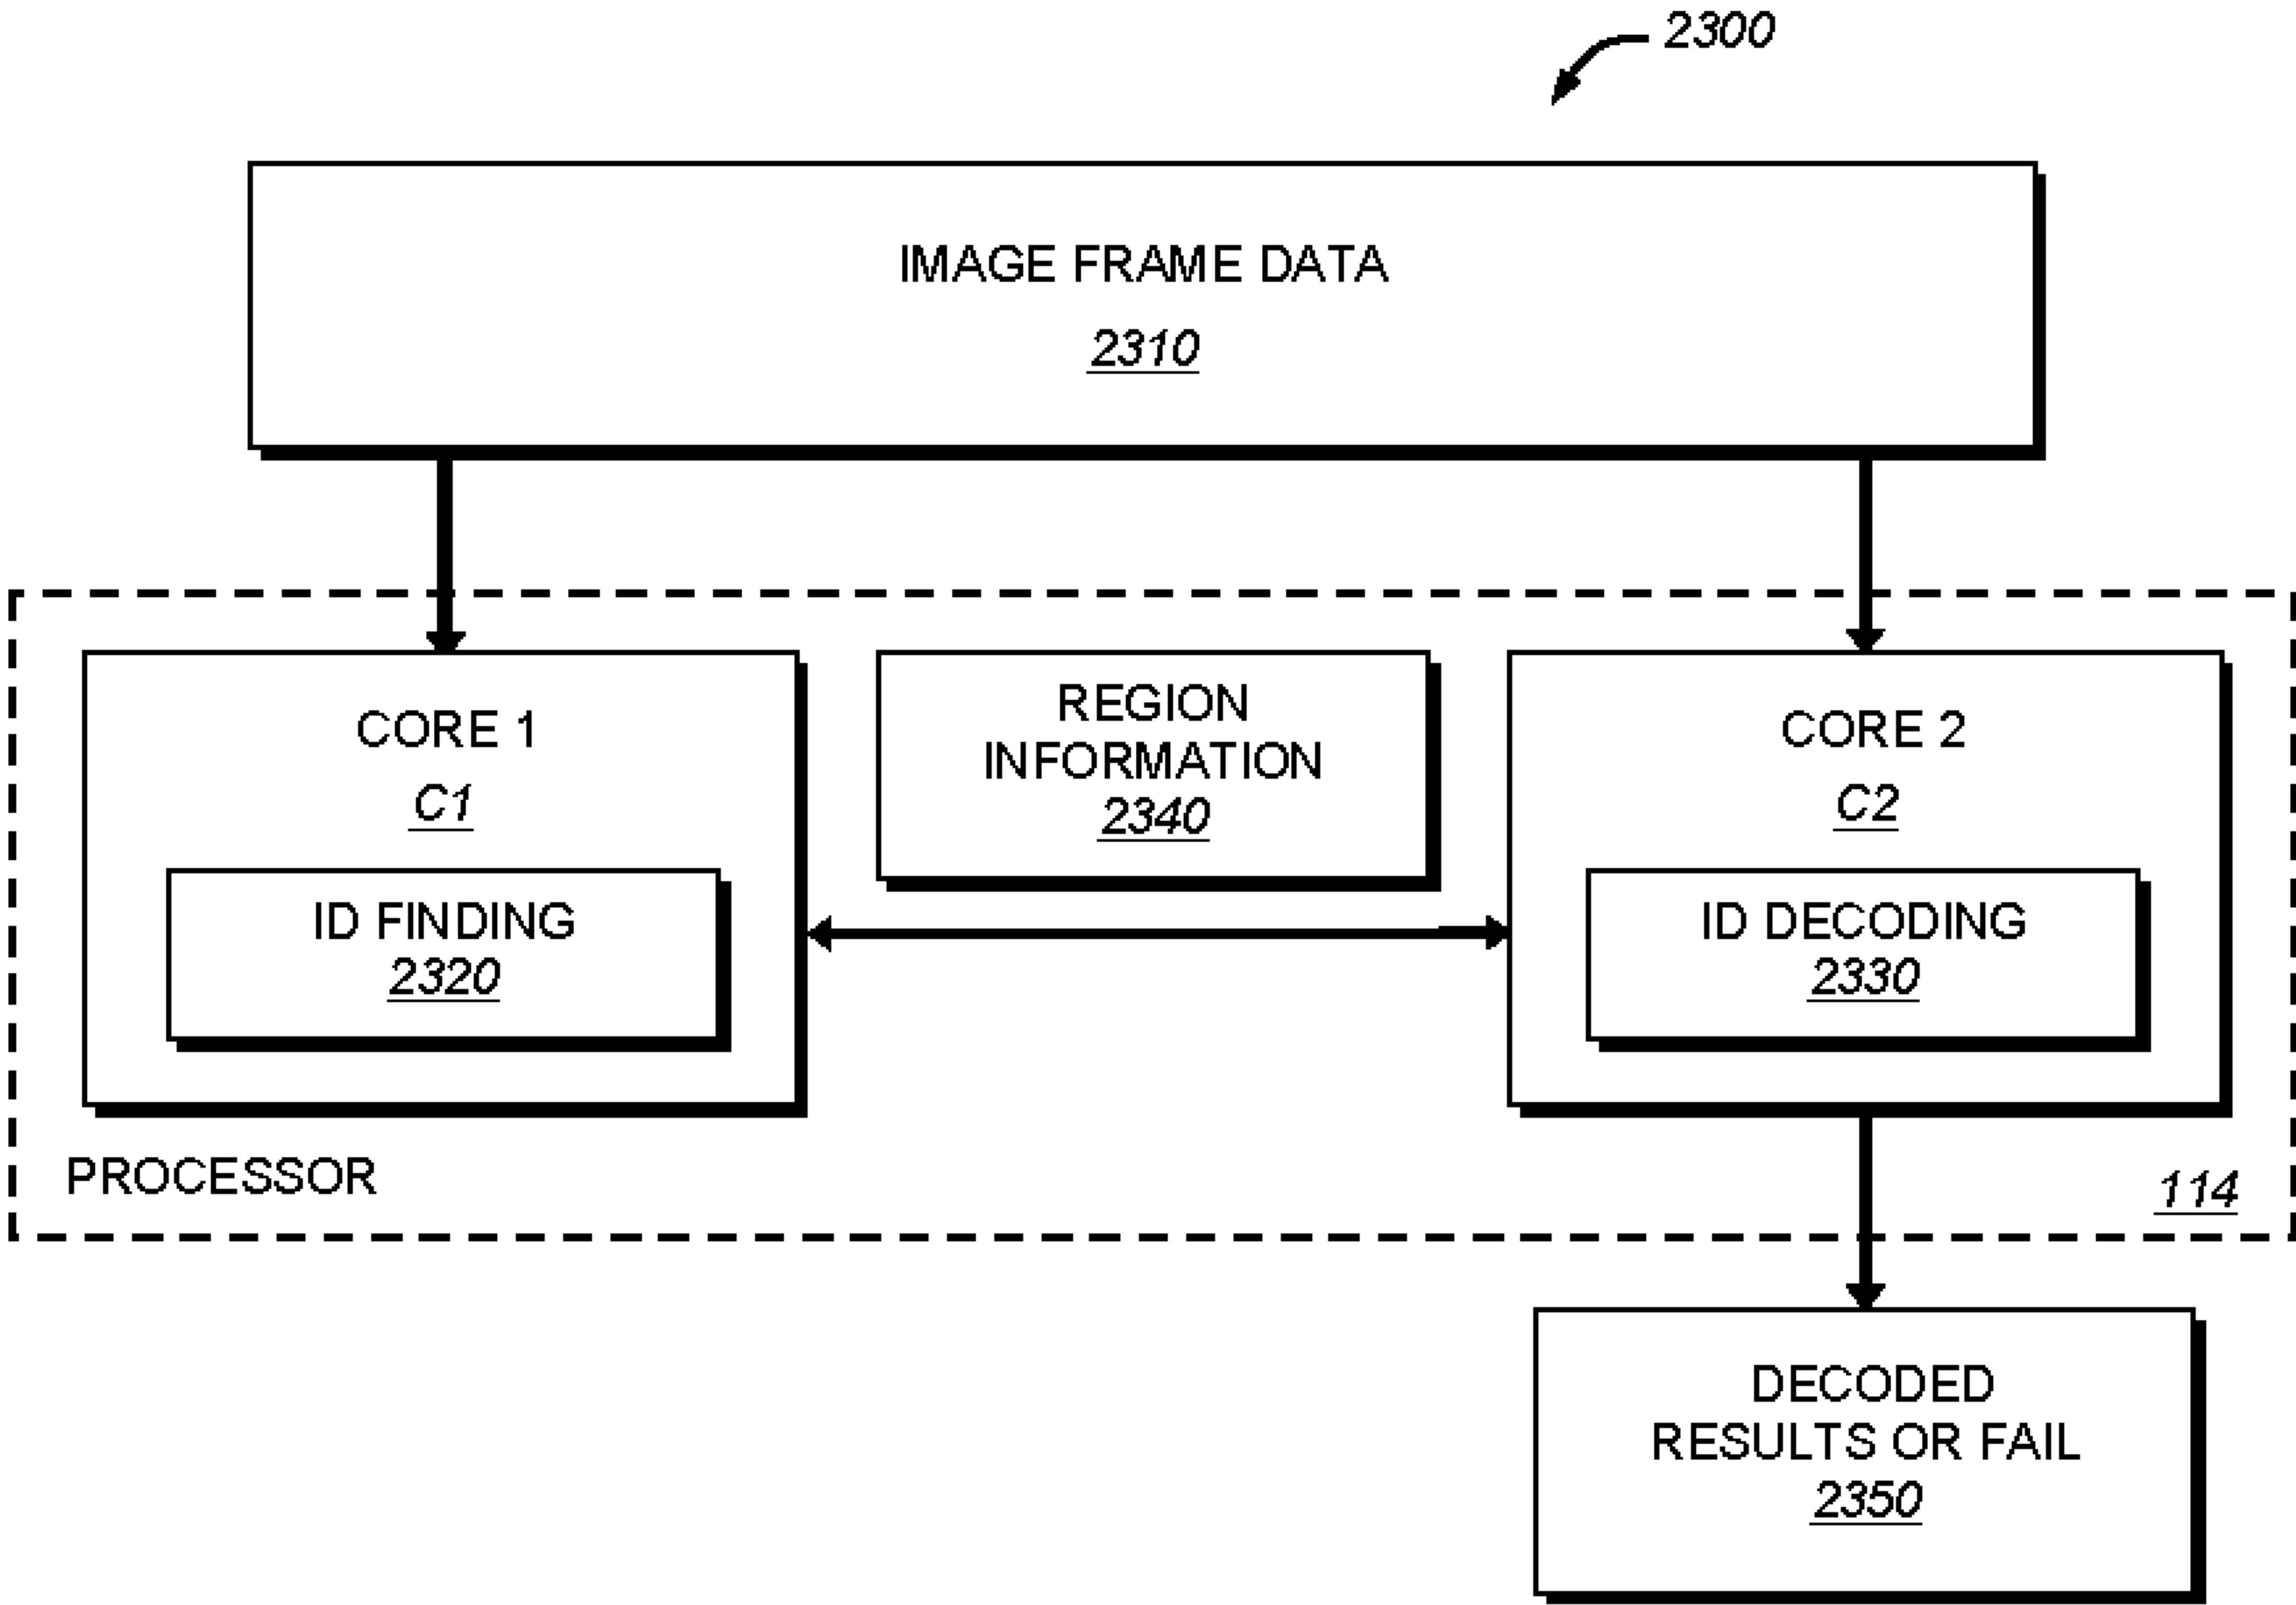 2300
IMAGE FRAME DATA
2310
CORE 1
C1
ID FINDING
2320
REGION
INFORMATION
2340
CORE 2
C2
ID DECODING
2330
PROCESSOR
114
DECODED
RESULTS OR FAIL
2350